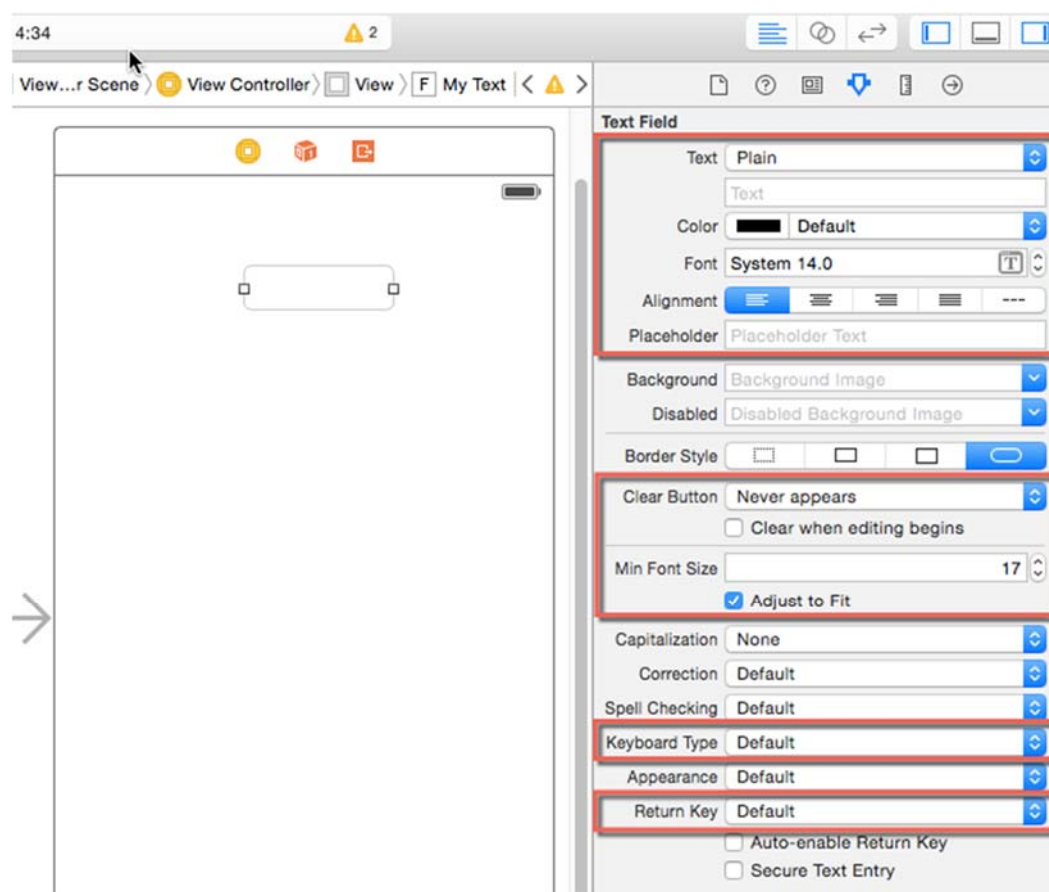 4:34 2
View...r Scene View Controller View F My Text
Text Field
Text Plain
Text
Color Default
Font System 14.0 T
Alignment ---
Placeholder Placeholder Text
Background Background Image
Disabled Disabled Background Image
Border Style
Clear Button Never appears
Clear when editing begins
Min Font Size 17
Adjust to Fit
Capitalization None
Correction Default
Spell Checking Default
Keyboard Type Default
Appearance Default
Return Key Default
Auto-enable Return Key
Secure Text Entry